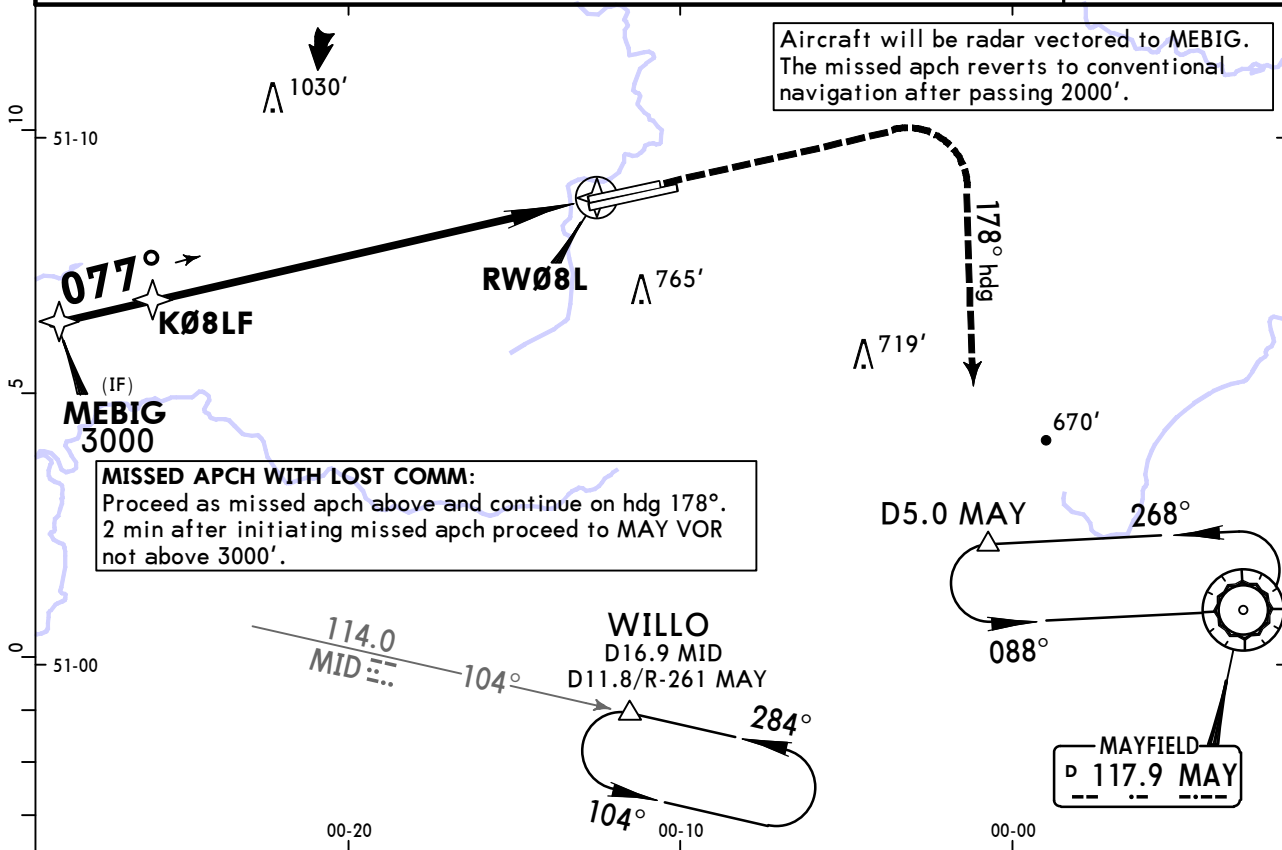 Aircraft will be radar vectored to MEBIG.
The missed apch reverts to conventional
navigation after passing 2000'.
1030'
10
51-10
178° hdg
077°
RWØ8L
765'
KØ8LF
719'
5
(IF)
MEBIG
3000
670'
MISSED APCH WITH LOST COMM:
Proceed as missed apch above and continue on hdg 178°.
2 min after initiating missed apch proceed to MAY VOR
not above 3000'.
D5.0 MAY
268°
088°
114.0
MID
104°
WILLO
D16.9 MID
D11.8/R-261 MAY
0
51-00
284°
104°
MAYFIELD
D 117.9 MAY
00-20
00-10
00-00